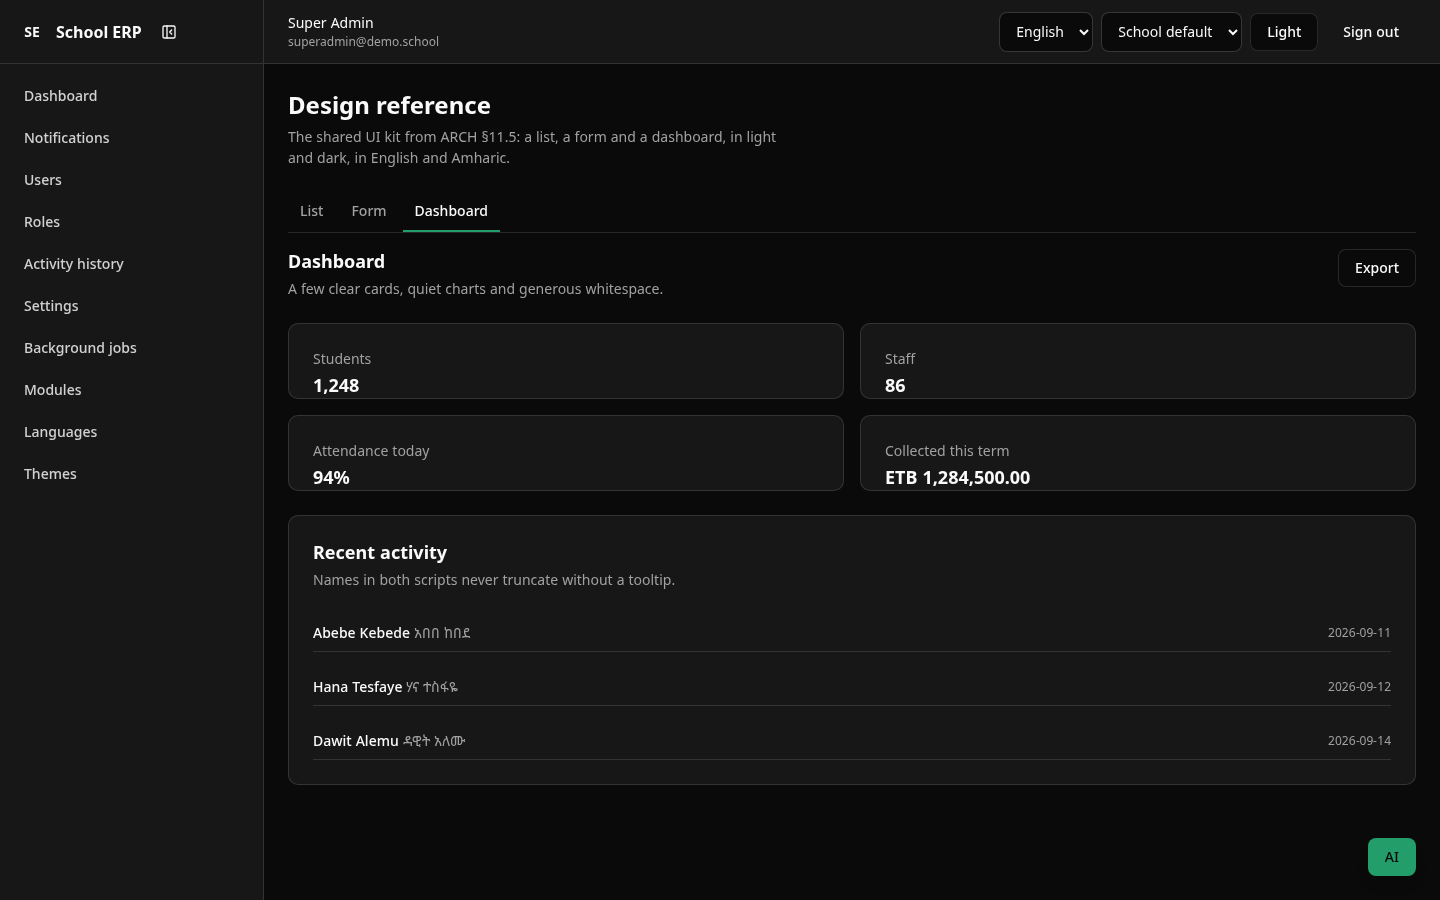 SE School ERP
Super Admin
superadmin@demo.school
English
School default
Light
Sign out
Dashboard
Notifications
Users
Roles
Activity history
Settings
Background jobs
Modules
Languages
Themes
Design reference
The shared UI kit from ARCH §11.5: a list, a form and a dashboard, in light
and dark, in English and Amharic.
List Form Dashboard
Dashboard
A few clear cards, quiet charts and generous whitespace.
Export
Students
1,248
Staff
86
Attendance today
94%
Collected this term
ETB 1,284,500.00
Recent activity
Names in both scripts never truncate without a tooltip.
Abebe Kebede አበበ ከበደ 2026-09-11
Hana Tesfaye ሃና ተስፋዬ 2026-09-12
Dawit Alemu ዳዊት አለሙ 2026-09-14
AI